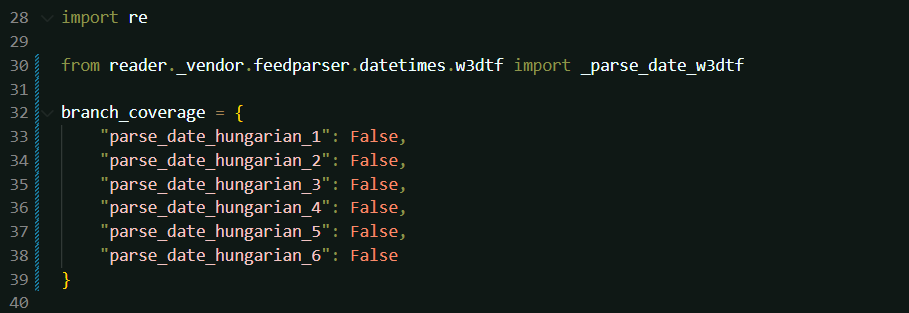 28 import re
29
30 from reader._vendor.feedparser.datetimes.w3dtf import _parse_date_w3dtf
31
32 branch_coverage = {
33     "parse_date_hungarian_1": False,
34     "parse_date_hungarian_2": False,
35     "parse_date_hungarian_3": False,
36     "parse_date_hungarian_4": False,
37     "parse_date_hungarian_5": False,
38     "parse_date_hungarian_6": False
39 }
40